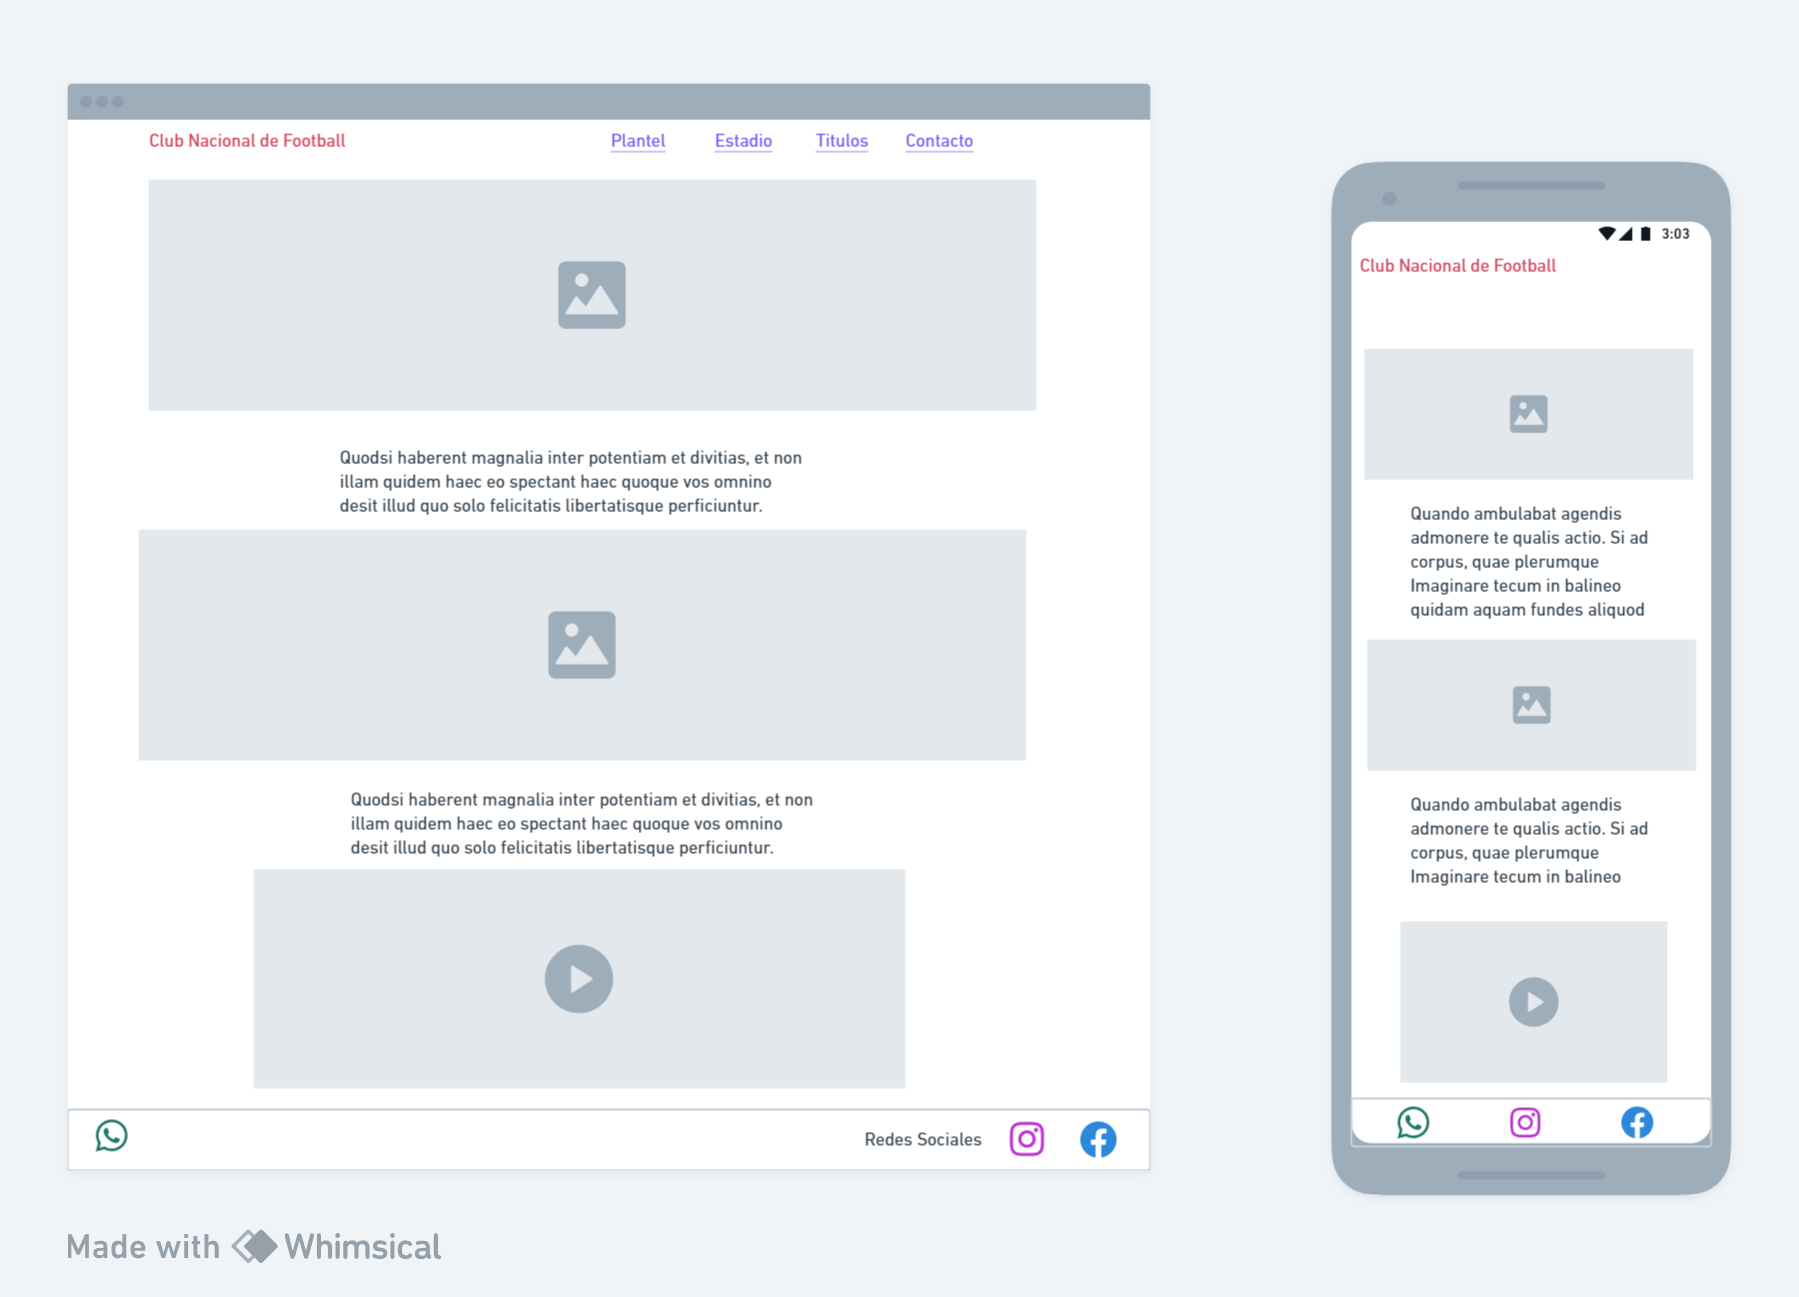 Club Nacional de Football
Plantel Estadio Titulos Contacto
Quodsi haberent magnalia inter potentiam et divitias, et non
illam quidem haec eo spectant haec quoque vos omnino
desit illud quo solo felicitatis libertatisque perficiuntur.
Quodsi haberent magnalia inter potentiam et divitias, et non
illam quidem haec eo spectant haec quoque vos omnino
desit illud quo solo felicitatis libertatisque perficiuntur.
Redes Sociales
3:03
Club Nacional de Football
Quando ambulabat agendis
admonere te qualis actio. Si ad
corpus, quae plerumque
Imaginare tecum in balineo
quidam aquam fundes aliquod
Quando ambulabat agendis
admonere te qualis actio. Si ad
corpus, quae plerumque
Imaginare tecum in balineo
Made with Whimsical